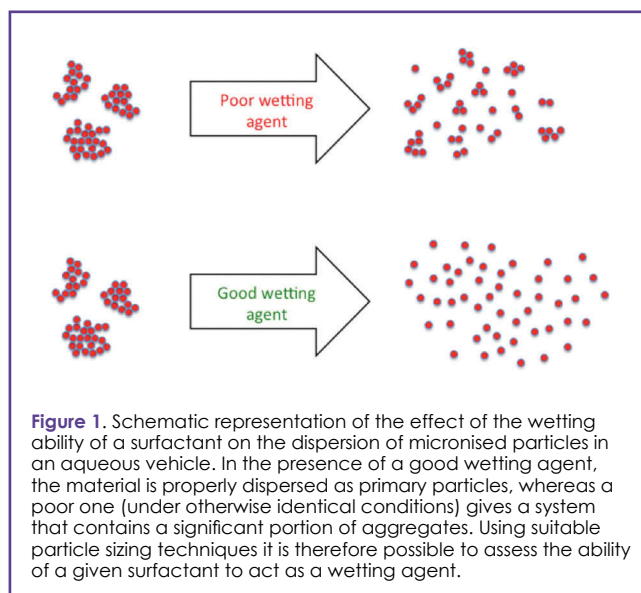 Poor wetting
agent
Good wetting
agent
Figure 1. Schematic representation of the effect of the wetting
ability of a surfactant on the dispersion of micronised particles in
an aqueous vehicle. In the presence of a good wetting agent,
the material is properly dispersed as primary particles, whereas a
poor one (under otherwise identical conditions) gives a system
that contains a significant portion of aggregates. Using suitable
particle sizing techniques it is therefore possible to assess the ability
of a given surfactant to act as a wetting agent.